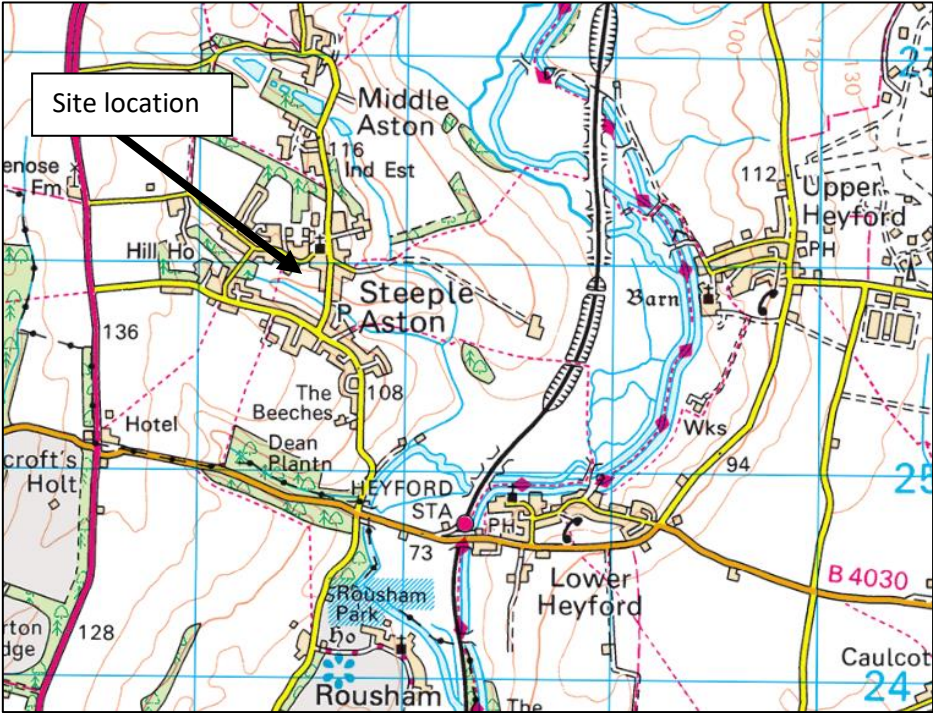 100
120
130
27
Site location
Middle
Aston
116
Ind Est
enose
Fm
112
Upper
Heyford
PH
Hill Ho
Steeple
Aston
P
Barn
136
The
Beeches
108
Hotel
Dean
Plantn
Wks
croft's
Holt
94
25
HEYFORD
STA
PH
73
B 4030
Lower
Heyford
Rousham
Park
Ho
rton
dge
128
Caulcot
24
Rousham
The